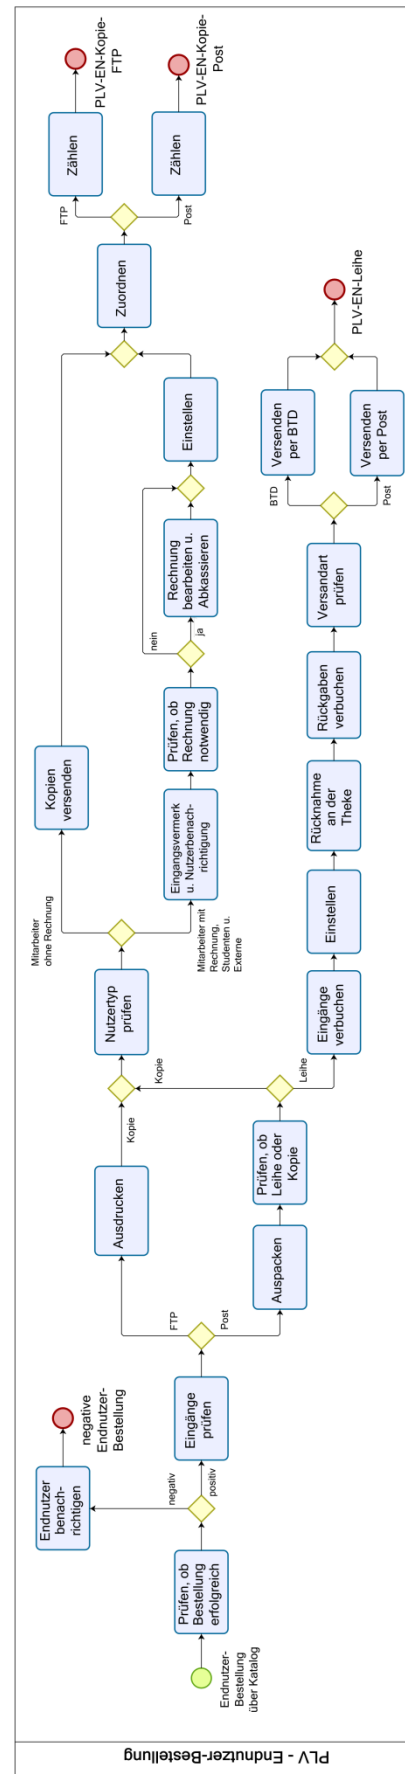 PLV - Endnutzer-Bestellung
Endnutzer-
Bestellung
über Katalog
Prüfen, ob
Bestellung
erfolgreich
negativ
positiv
Endnutzer
benach-
richtigen
negative
Endnutzer-
Bestellung
Eingänge
prüfen
FTP
Post
Ausdrucken
Kopie
Auspacken
Prüfen, ob
Leihe oder
Kopie
Kopie
Leihe
Nutzertyp
prüfen
Mitarbeiter
ohne Rechnung
Mitarbeiter mit
Rechnung,
Studenten u.
Externe
Kopien
versenden
Eingangsvermerk
u. Nutzerbenach-
richtigung
Prüfen, ob
Rechnung
notwendig
nein
ja
Rechnung
bearbeiten u.
Abkassieren
Einstellen
Zuordnen
FTP
Post
Zählen
PLV-EN-Kopie-
FTP
Zählen
PLV-EN-Kopie-
Post
Eingänge
verbuchen
Einstellen
Rücknahme
an der
Theke
Rückgaben
verbuchen
Versandart
prüfen
BTD
Post
Versenden
per BTD
Versenden
per Post
PLV-EN-Leihe